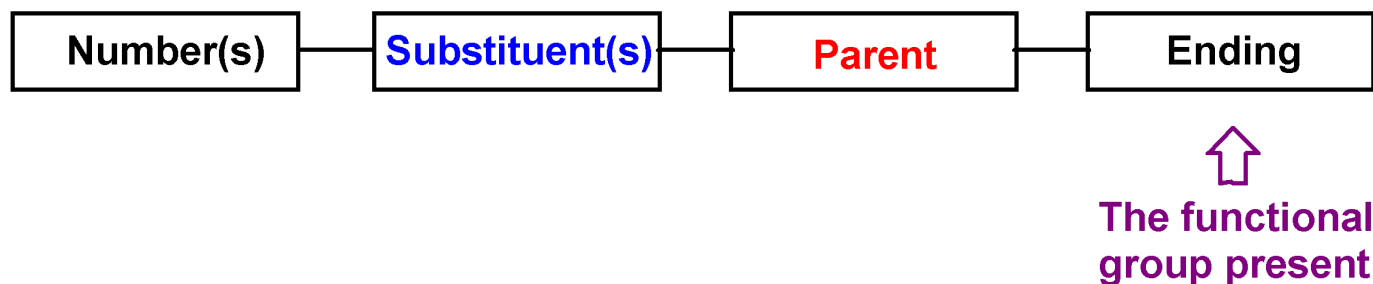 Number(s) Substituent(s) Parent Ending
The functional
group present